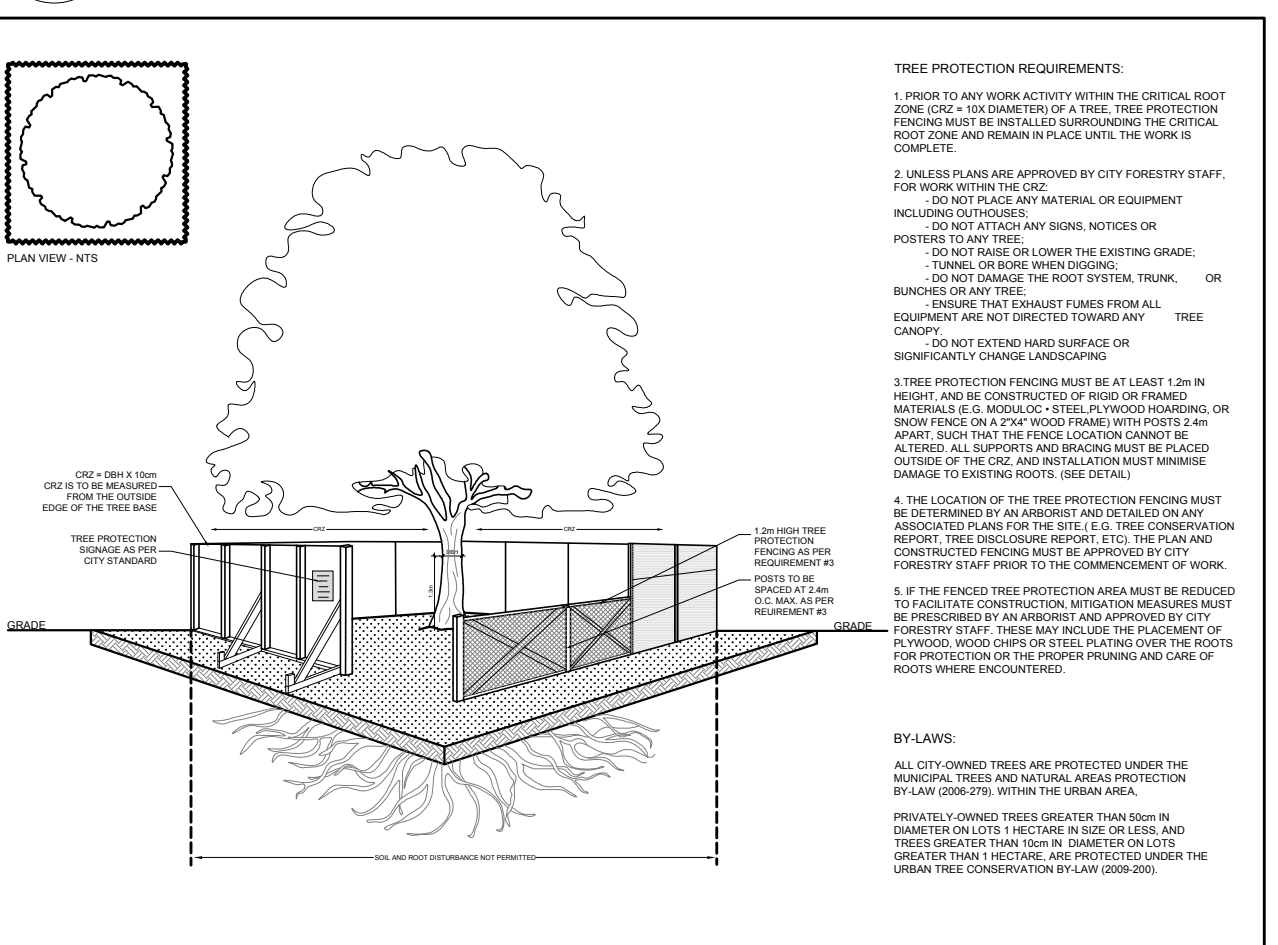 PLAN VIEW - NTS
CRZ = DBH X 10cm
CRZ IS TO BE MEASURED
FROM THE OUTSIDE
EDGE OF THE TREE BASE
TREE PROTECTION
SIGNAGE AS PER
CITY STANDARD
GRADE
CRZ
CRZ
DBH
1.3m
1.2m HIGH TREE
PROTECTION
FENCING AS PER
REQUIREMENT #3
POSTS TO BE
SPACED AT 2.4m
O.C. MAX. AS PER
REUIREMENT #3
GRADE
SOIL AND ROOT DISTURBANCE NOT PERMITTED
TREE PROTECTION REQUIREMENTS:
1. PRIOR TO ANY WORK ACTIVITY WITHIN THE CRITICAL ROOT
ZONE (CRZ = 10X DIAMETER) OF A TREE, TREE PROTECTION
FENCING MUST BE INSTALLED SURROUNDING THE CRITICAL
ROOT ZONE AND REMAIN IN PLACE UNTIL THE WORK IS
COMPLETE.
2. UNLESS PLANS ARE APPROVED BY CITY FORESTRY STAFF,
FOR WORK WITHIN THE CRZ:
- DO NOT PLACE ANY MATERIAL OR EQUIPMENT
INCLUDING OUTHOUSES;
- DO NOT ATTACH ANY SIGNS, NOTICES OR
POSTERS TO ANY TREE;
- DO NOT RAISE OR LOWER THE EXISTING GRADE;
- TUNNEL OR BORE WHEN DIGGING;
- DO NOT DAMAGE THE ROOT SYSTEM, TRUNK, OR
BUNCHES OR ANY TREE;
- ENSURE THAT EXHAUST FUMES FROM ALL
EQUIPMENT ARE NOT DIRECTED TOWARD ANY TREE
CANOPY.
- DO NOT EXTEND HARD SURFACE OR
SIGNIFICANTLY CHANGE LANDSCAPING
3.TREE PROTECTION FENCING MUST BE AT LEAST 1.2m IN
HEIGHT, AND BE CONSTRUCTED OF RIGID OR FRAMED
MATERIALS (E.G. MODULOC • STEEL,PLYWOOD HOARDING, OR
SNOW FENCE ON A 2"X4" WOOD FRAME) WITH POSTS 2.4m
APART, SUCH THAT THE FENCE LOCATION CANNOT BE
ALTERED. ALL SUPPORTS AND BRACING MUST BE PLACED
OUTSIDE OF THE CRZ, AND INSTALLATION MUST MINIMISE
DAMAGE TO EXISTING ROOTS. (SEE DETAIL)
4. THE LOCATION OF THE TREE PROTECTION FENCING MUST
BE DETERMINED BY AN ARBORIST AND DETAILED ON ANY
ASSOCIATED PLANS FOR THE SITE.( E.G. TREE CONSERVATION
REPORT, TREE DISCLOSURE REPORT, ETC). THE PLAN AND
CONSTRUCTED FENCING MUST BE APPROVED BY CITY
FORESTRY STAFF PRIOR TO THE COMMENCEMENT OF WORK.
5. IF THE FENCED TREE PROTECTION AREA MUST BE REDUCED
TO FACILITATE CONSTRUCTION, MITIGATION MEASURES MUST
BE PRESCRIBED BY AN ARBORIST AND APPROVED BY CITY
FORESTRY STAFF. THESE MAY INCLUDE THE PLACEMENT OF
PLYWOOD, WOOD CHIPS OR STEEL PLATING OVER THE ROOTS
FOR PROTECTION OR THE PROPER PRUNING AND CARE OF
ROOTS WHERE ENCOUNTERED.
BY-LAWS:
ALL CITY-OWNED TREES ARE PROTECTED UNDER THE
MUNICIPAL TREES AND NATURAL AREAS PROTECTION
BY-LAW (2006-279). WITHIN THE URBAN AREA,
PRIVATELY-OWNED TREES GREATER THAN 50cm IN
DIAMETER ON LOTS 1 HECTARE IN SIZE OR LESS, AND
TREES GREATER THAN 10cm IN DIAMETER ON LOTS
GREATER THAN 1 HECTARE, ARE PROTECTED UNDER THE
URBAN TREE CONSERVATION BY-LAW (2009-200).